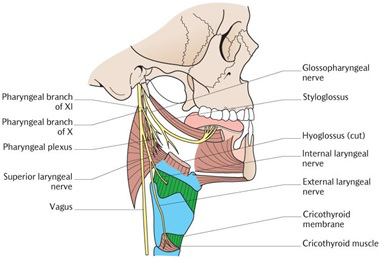 Pharyngeal branch
of XI
Pharyngeal branch
of X
Pharyngeal plexus
Superior laryngeal
nerve
Vagus
Glossopharyngeal
nerve
Styloglossus
Hyoglossus (cut)
Internal laryngeal
nerve
External laryngeal
nerve
Cricothyroid
membrane
Cricothyroid muscle